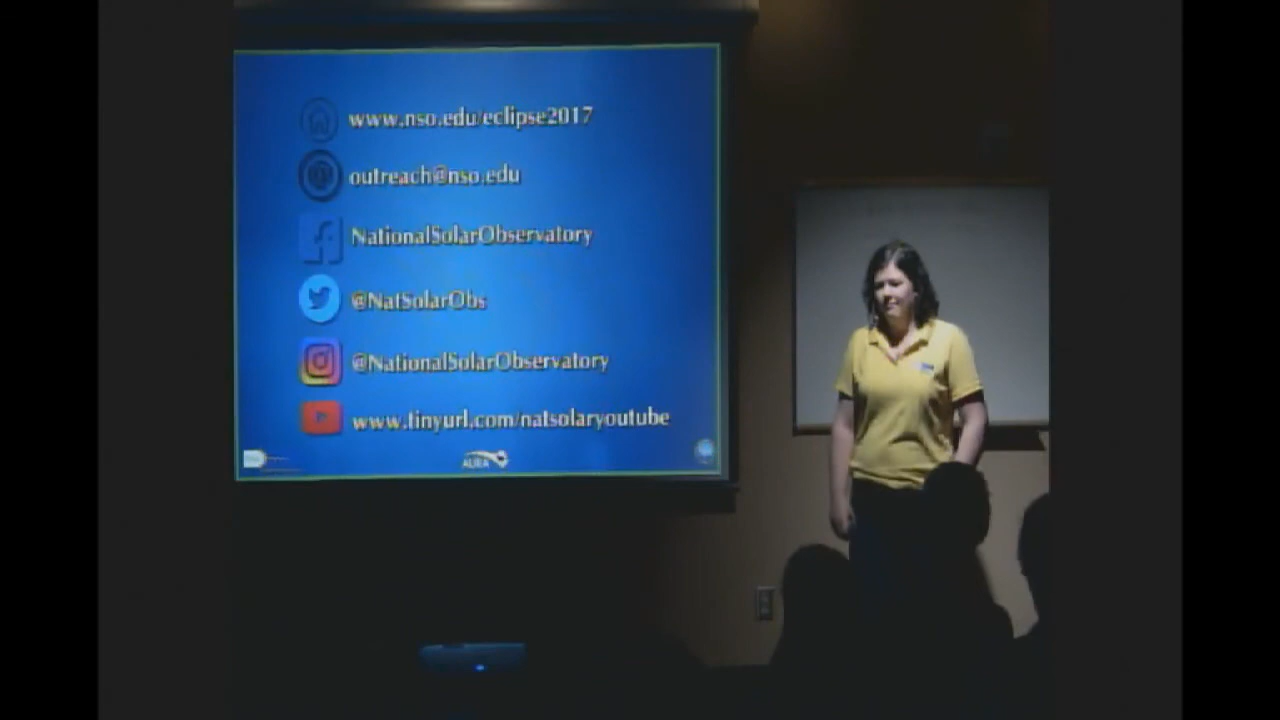 www.nso.edu/eclipse2017
outreach@nso.edu
NationalSolarObservatory
@NatSolarObs
@NationalSolarObservatory
www.tinyurl.com/natsolaryoutube
AURA